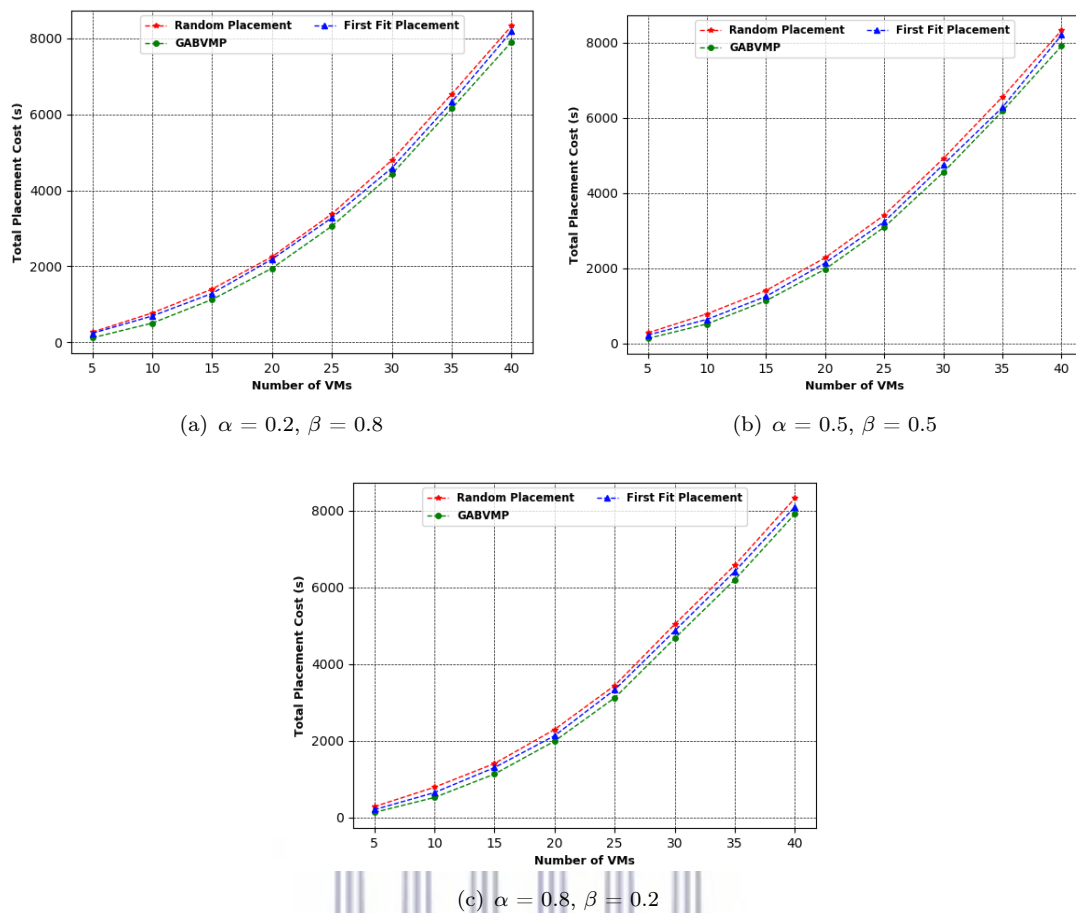 Random Placement First Fit Placement
GABVMP
8000
6000
4000
2000
0
Total Placement Cost (s)
5 10 15 20 25 30 35 40
Number of VMs
(a) α = 0.2, β = 0.8
Random Placement First Fit Placement
GABVMP
8000
6000
4000
2000
0
Total Placement Cost (s)
5 10 15 20 25 30 35 40
Number of VMs
(b) α = 0.5, β = 0.5
Random Placement First Fit Placement
GABVMP
8000
6000
4000
2000
0
Total Placement Cost (s)
5 10 15 20 25 30 35 40
Number of VMs
(c) α = 0.8, β = 0.2